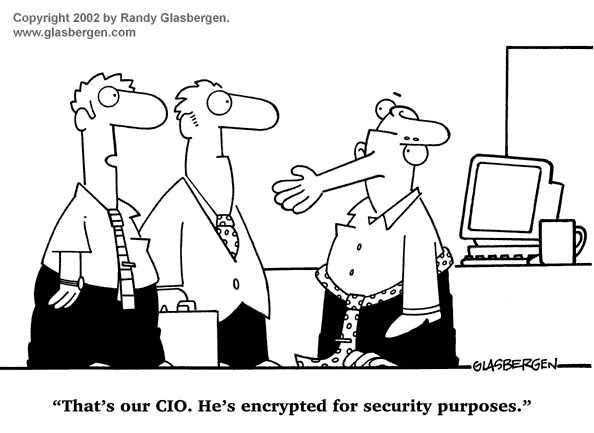 Copyright 2002 by Randy Glasbergen.
www.glasbergen.com
GLASBERGEN
“That’s our CIO. He’s encrypted for security purposes.”